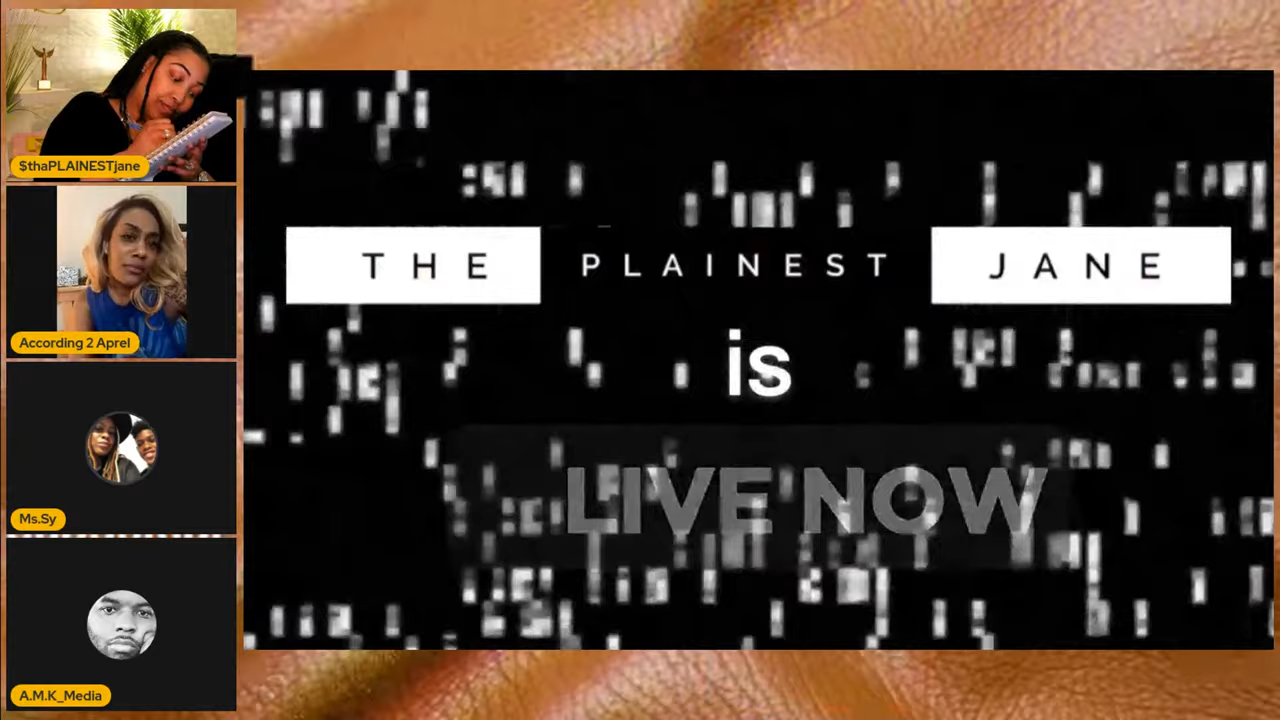 $thaPLAINESTjane
According 2 Aprel
Ms.Sy
A.M.K_Media
THE PLAINEST JANE
is
LIVE NOW